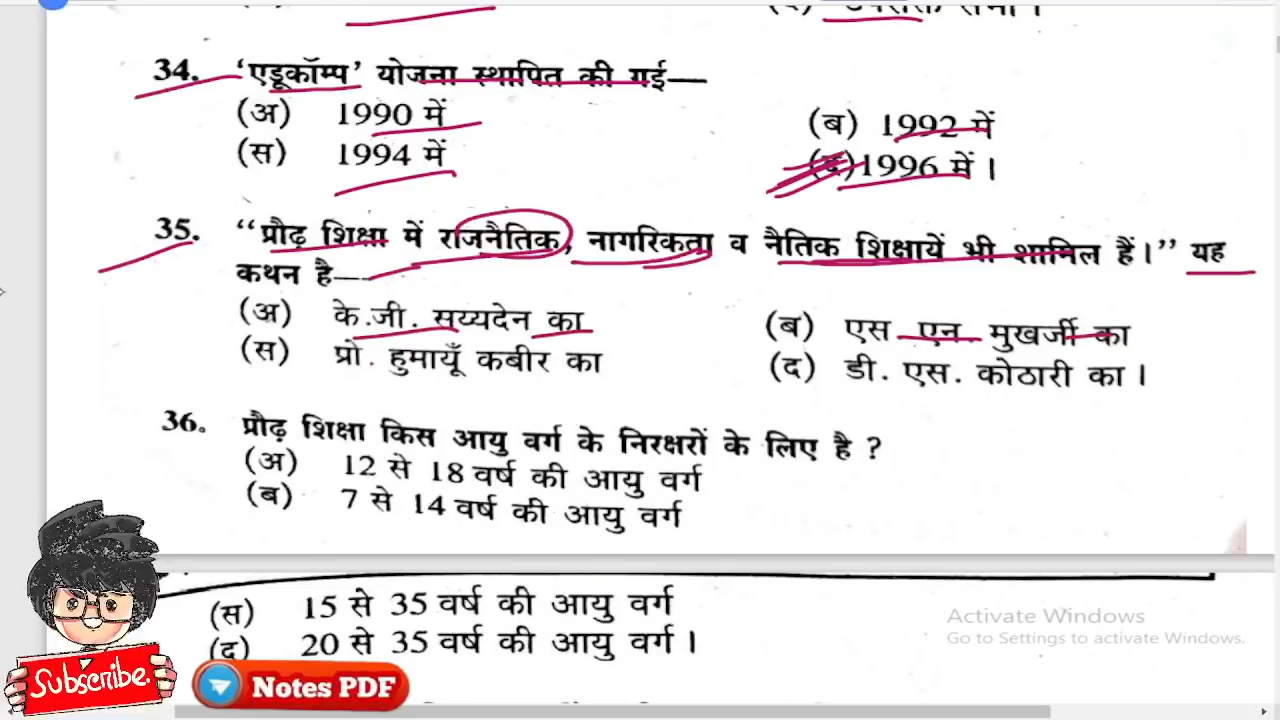 34. 'एडूकॉम्प' योजना स्थापित की गई—
(अ) 1990 में (ब) 1992 में
(स) 1994 में (द) 1996 में ।
35. "प्रौढ़ शिक्षा में राजनैतिक, नागरिकता व नैतिक शिक्षायें भी शामिल हैं।" यह
कथन है—
(अ) के.जी. सय्यदेन का (ब) एस एन मुखर्जी का
(स) प्रो. हुमायूँ कबीर का (द) डी. एस. कोठारी का ।
36. प्रौढ़ शिक्षा किस आयु वर्ग के निरक्षरों के लिए है ?
(अ) 12 से 18 वर्ष की आयु वर्ग
(ब) 7 से 14 वर्ष की आयु वर्ग
(स) 15 से 35 वर्ष की आयु वर्ग
(द) 20 से 35 वर्ष की आयु वर्ग ।
Activate Windows
Go to Settings to activate Windows.
Subscribe.
Notes PDF